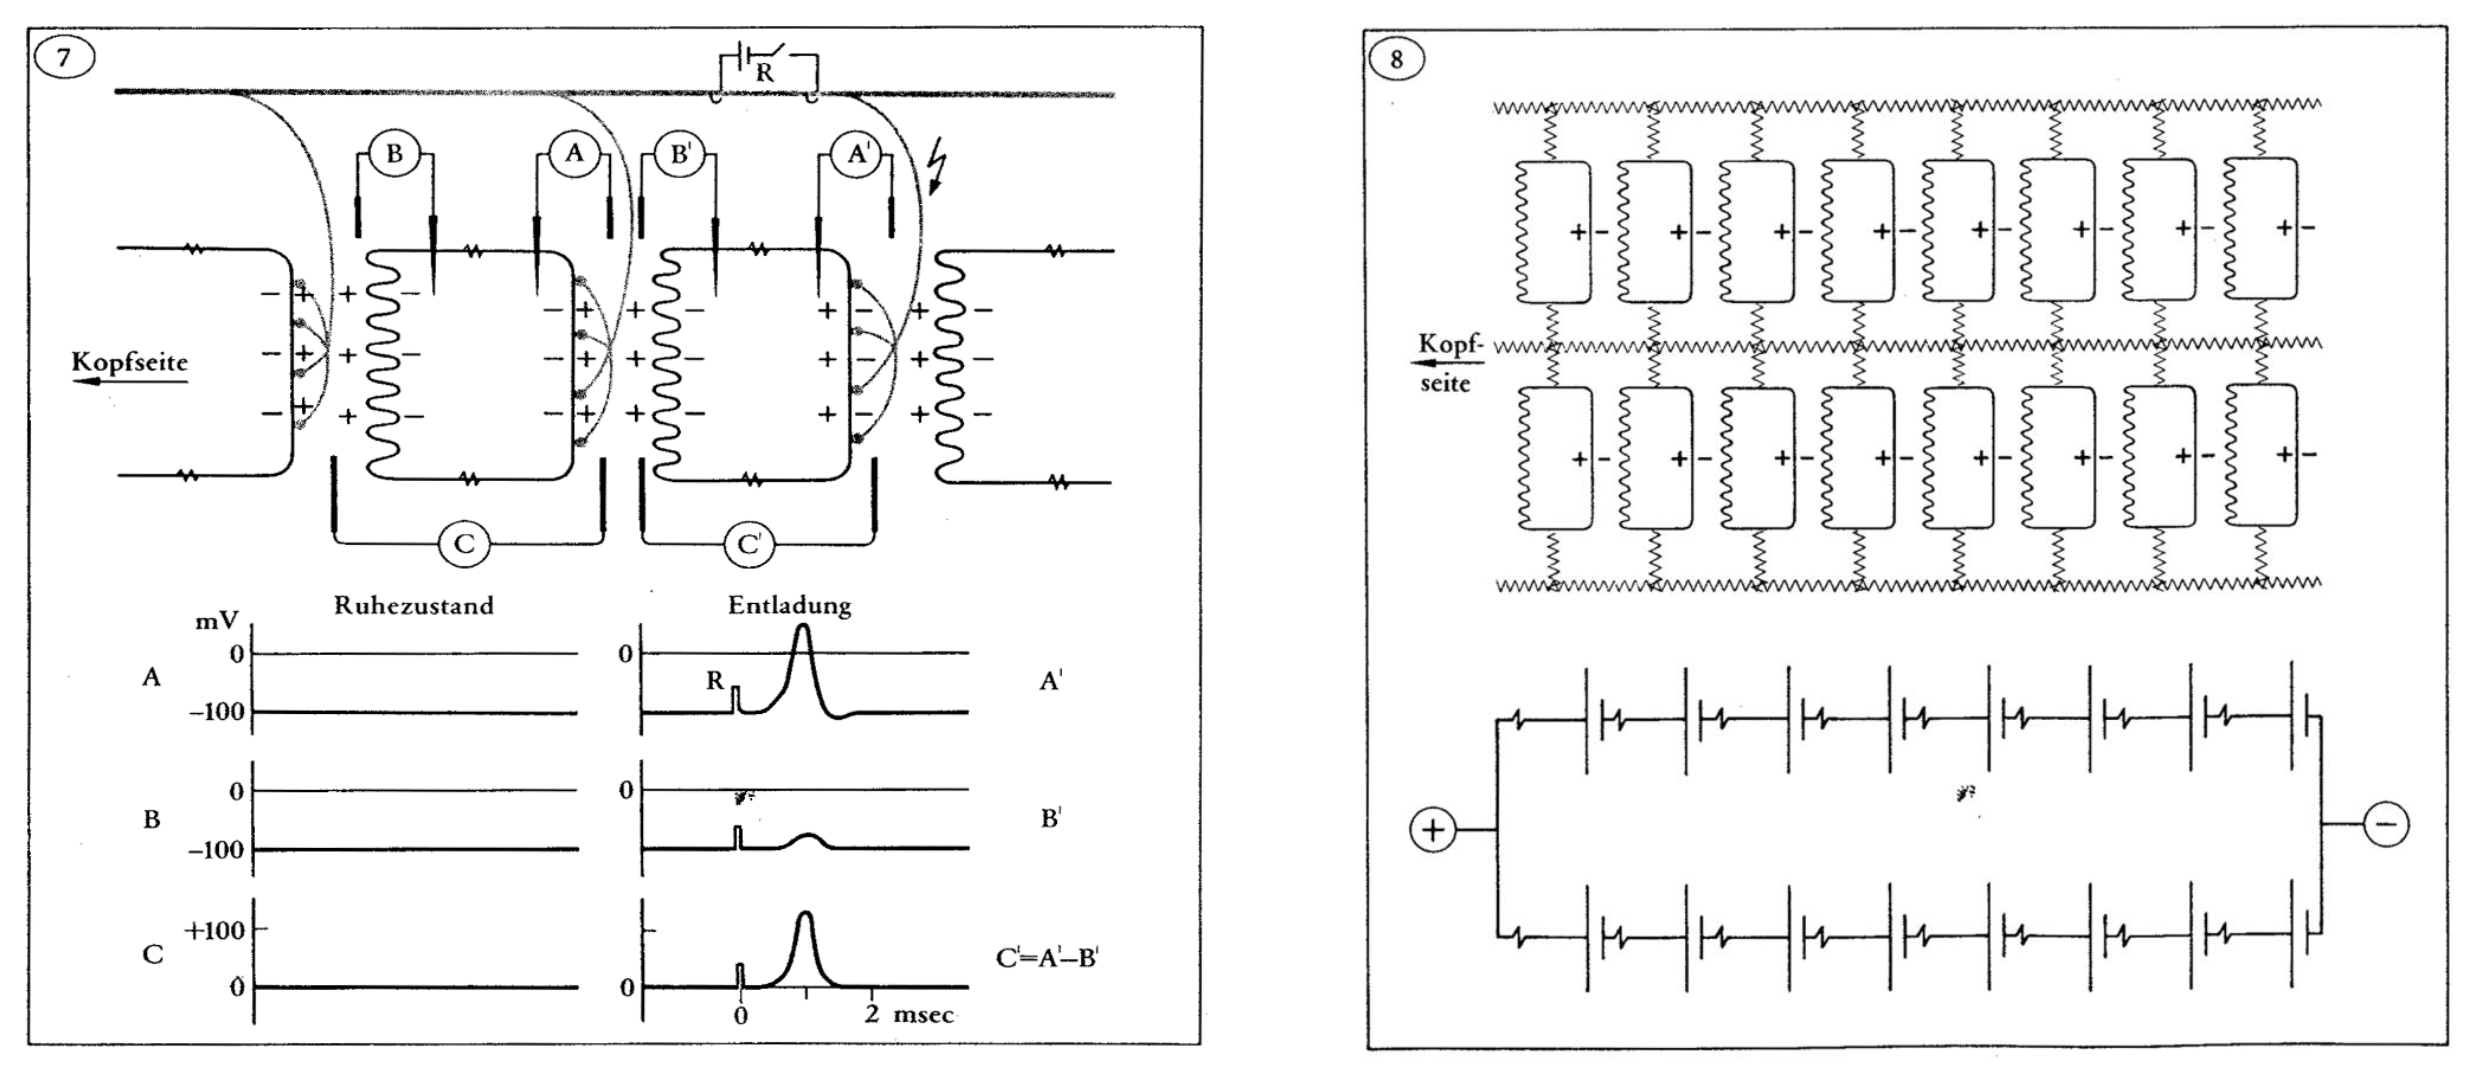 7
R
B
A
B'
A'
− + + −
− + + −
+ −
+ −
− + + −
− + + −
Kopfseite
− + + −
− + + −
+ −
+ −
C
C'
Ruhezustand
Entladung
mV
0
0
A
R
A'
−100
0
0
B
B'
−100
+100
C
C'=A'−B'
0
0
0
2 msec
8
+ − + − + − + − + − + − + − + −
Kopf-
seite
+ − + − + − + − + − + − + − + −
+
−